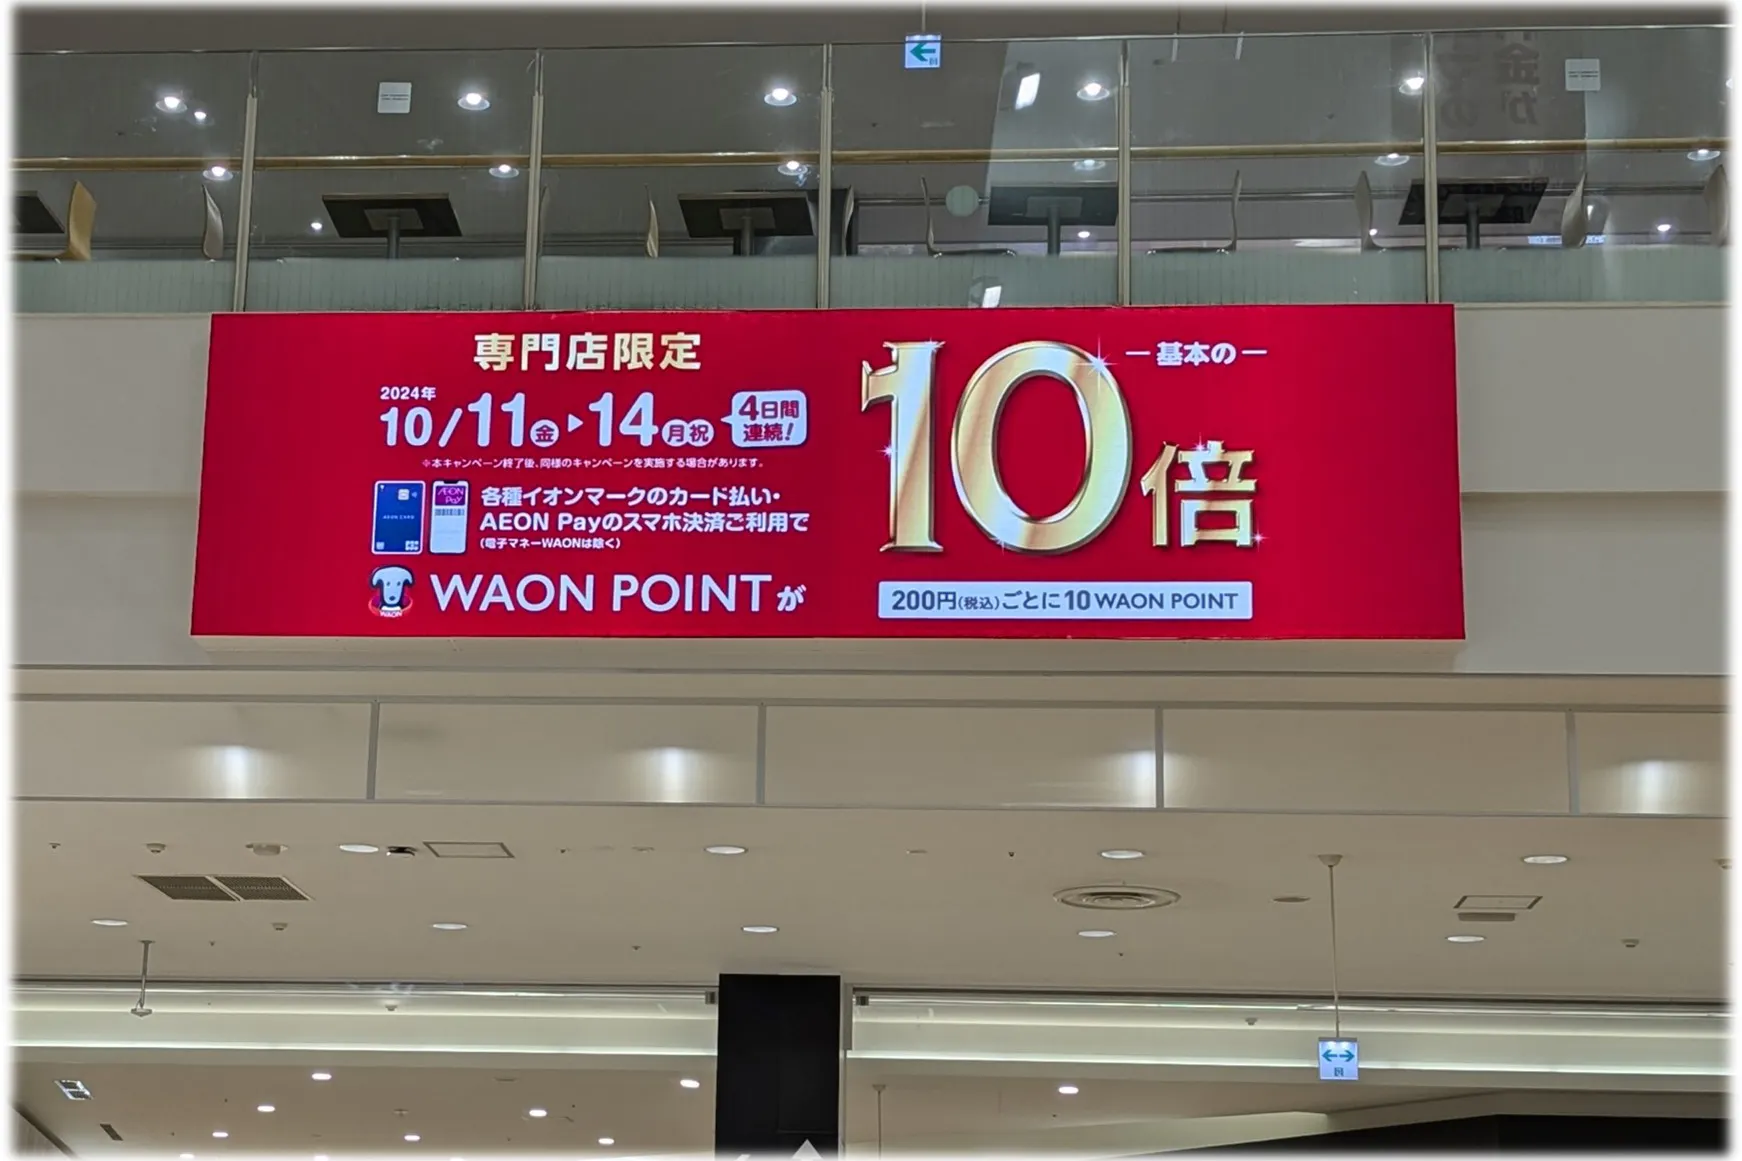 専門店限定
2024年
10/11金▶14月祝
4日間
連続!
※本キャンペーン終了後、同様のキャンペーンを実施する場合があります。
AEON
Pay
AEON CARD
各種イオンマークのカード払い・
AEON Payのスマホ決済ご利用で
(電子マネーWAONは除く)
WAON
WAON POINTが
基本の
10倍
200円(税込)ごとに10 WAON POINT